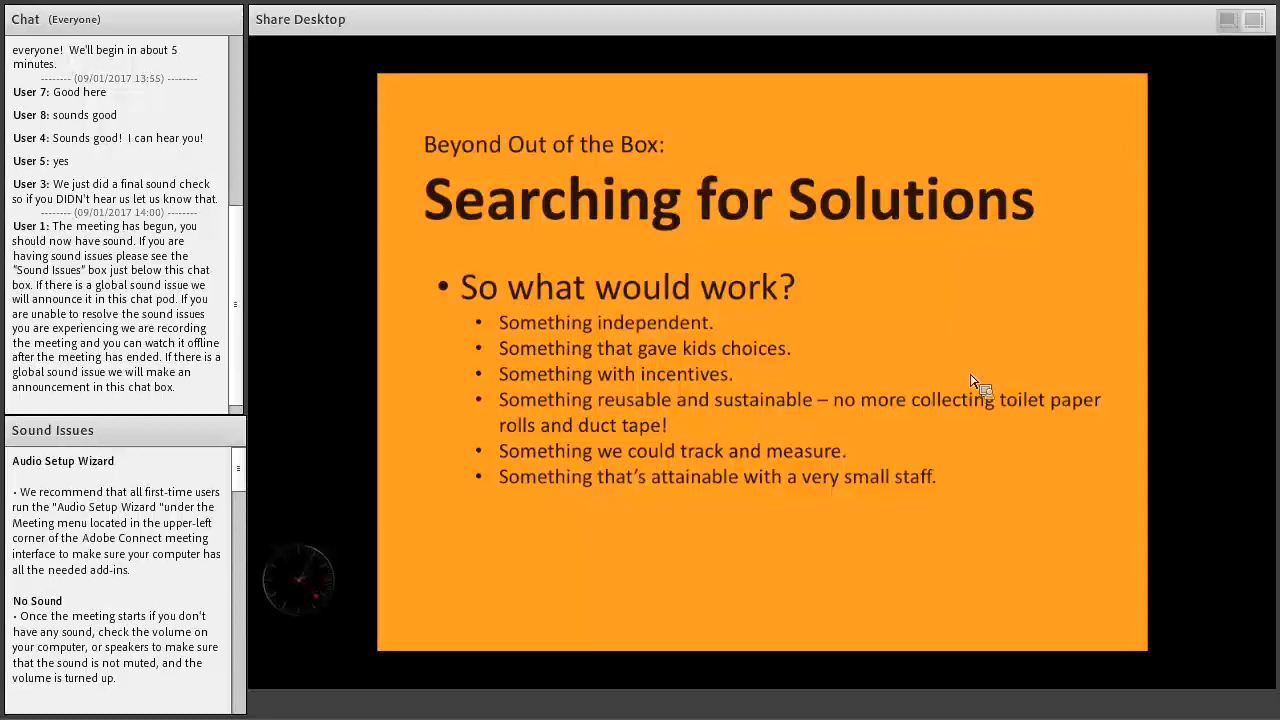 Chat (Everyone)
everyone! We'll begin in about 5
minutes.
-------- (09/01/2017 13:55) --------
User 7: Good here
User 8: sounds good
User 4: Sounds good! I can hear you!
User 5: yes
User 3: We just did a final sound check
so if you DIDN't hear us let us know that.
-------- (09/01/2017 14:00) --------
User 1: The meeting has begun, you
should now have sound. If you are
having sound issues please see the
"Sound Issues" box just below this chat
box. If there is a global sound issue we
will announce it in this chat pod. If you
are unable to resolve the sound issues
you are experiencing we are recording
the meeting and you can watch it offline
after the meeting has ended. If there is a
global sound issue we will make an
announcement in this chat box.
Sound Issues
Audio Setup Wizard
• We recommend that all first-time users
run the "Audio Setup Wizard "under the
Meeting menu located in the upper-left
corner of the Adobe Connect meeting
interface to make sure your computer has
all the needed add-ins.
No Sound
• Once the meeting starts if you don't
have any sound, check the volume on
your computer, or speakers to make sure
that the sound is not muted, and the
volume is turned up.
Share Desktop
Beyond Out of the Box:
Searching for Solutions
• So what would work?
• Something independent.
• Something that gave kids choices.
• Something with incentives.
• Something reusable and sustainable – no more collecting toilet paper
rolls and duct tape!
• Something we could track and measure.
• Something that's attainable with a very small staff.